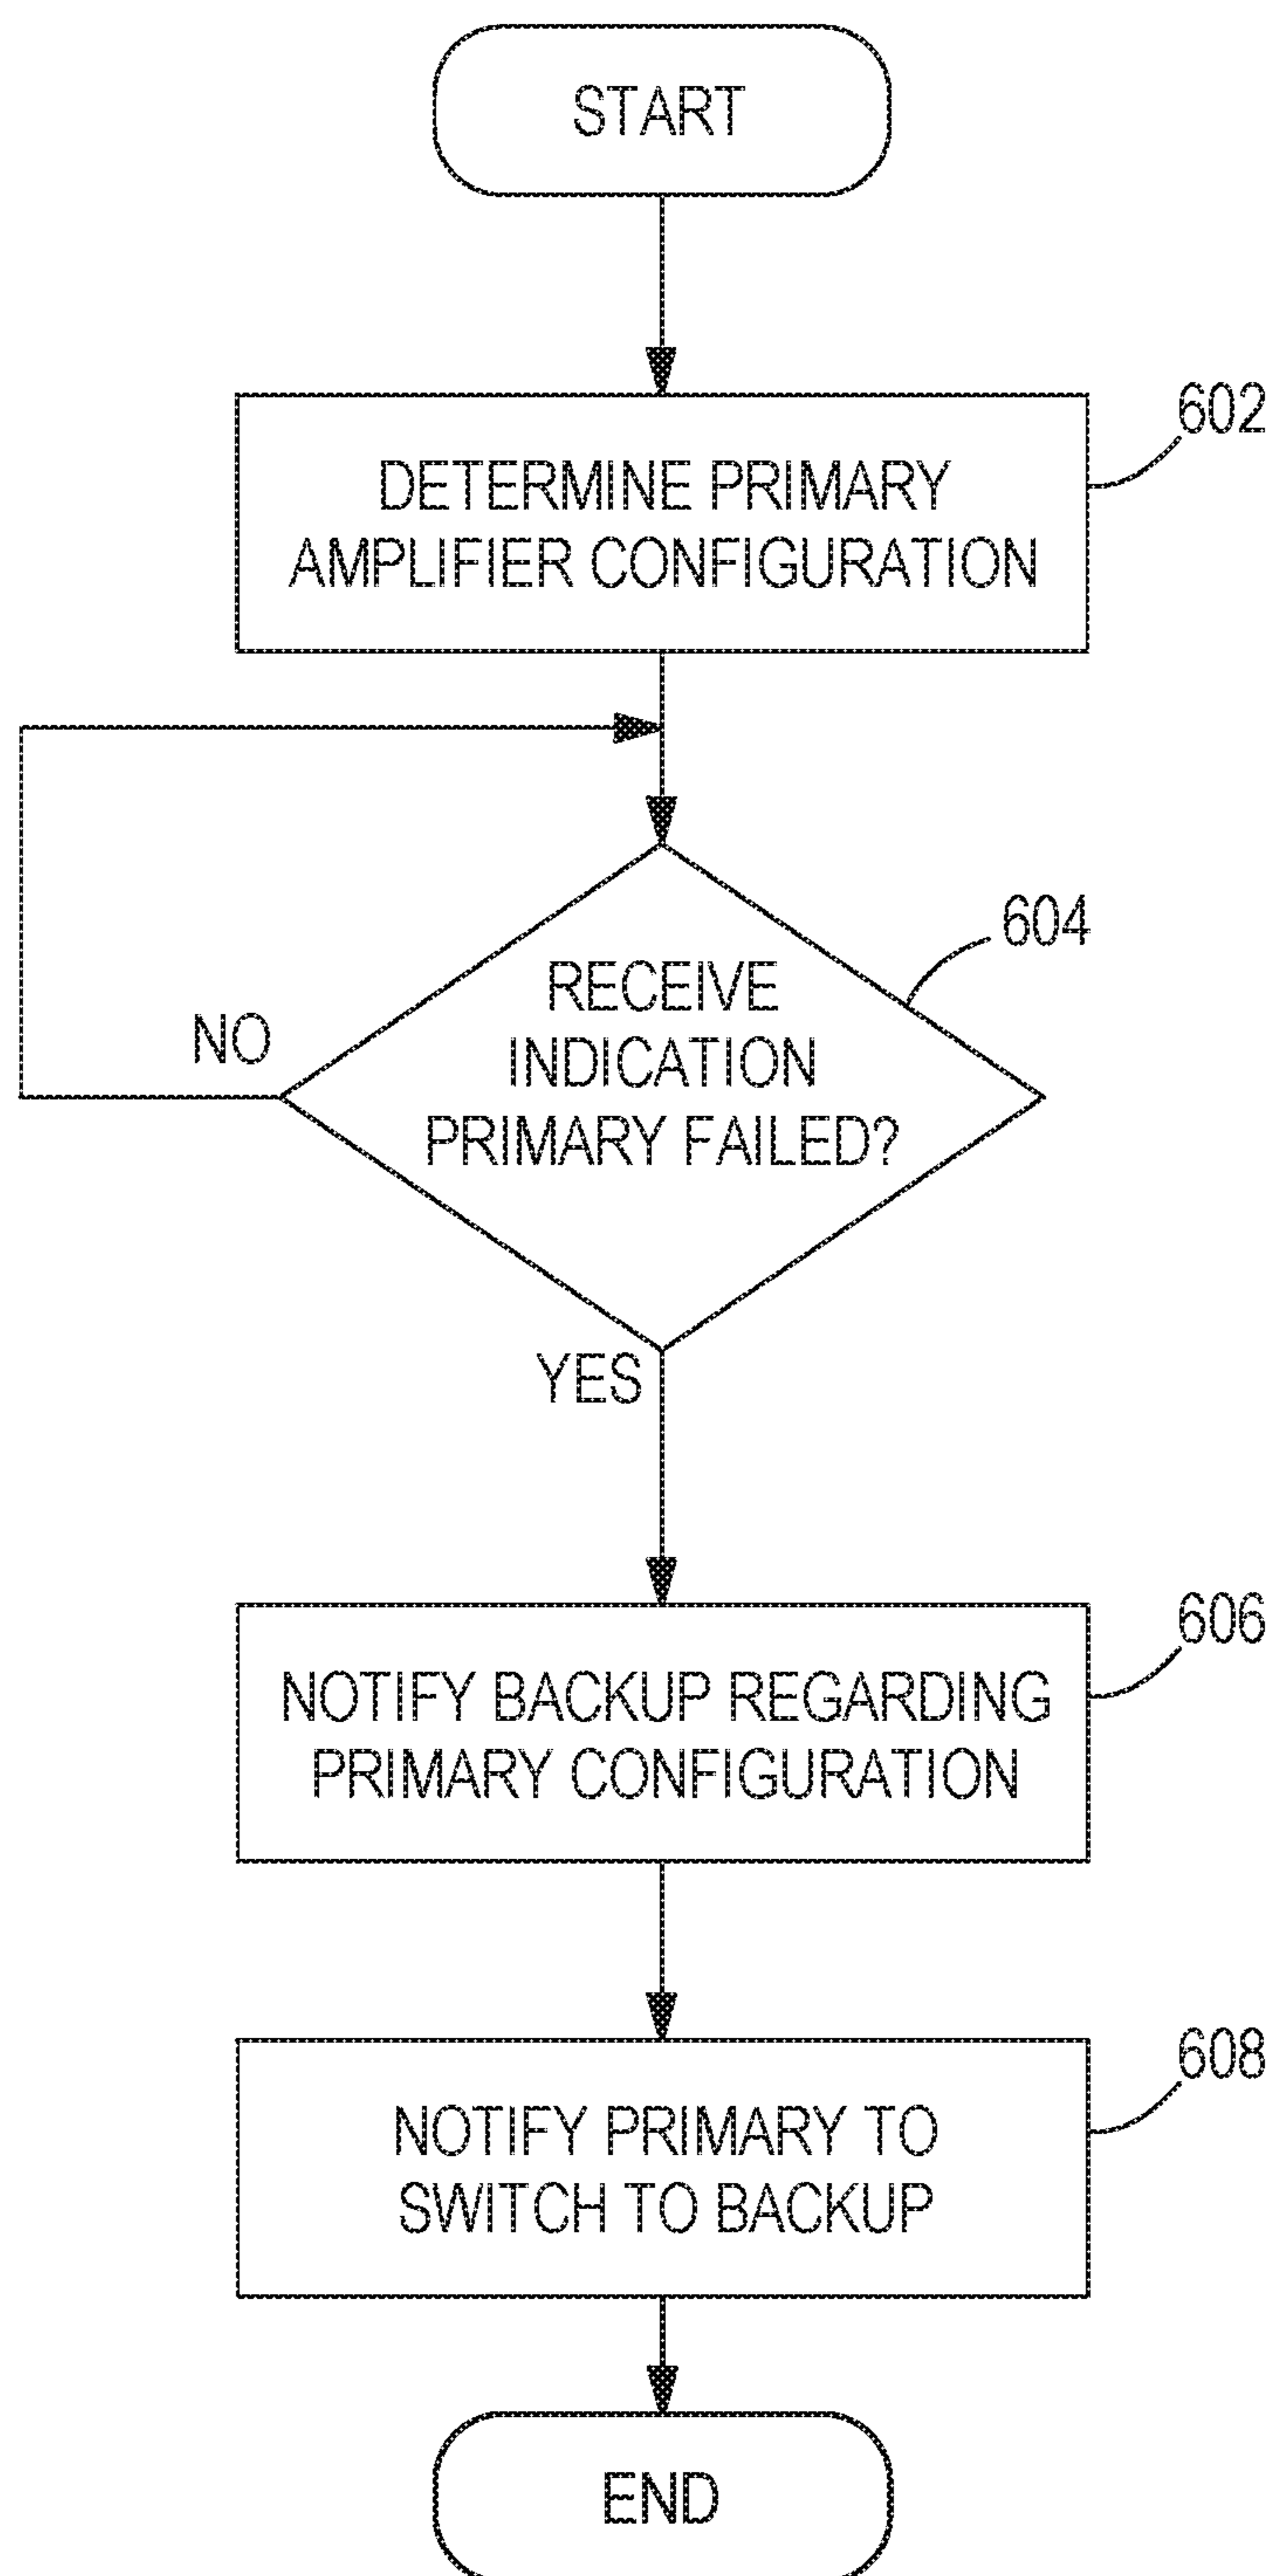 START
602
DETERMINE PRIMARY
AMPLIFIER CONFIGURATION
604
RECEIVE
INDICATION
PRIMARY FAILED?
NO
YES
606
NOTIFY BACKUP REGARDING
PRIMARY CONFIGURATION
608
NOTIFY PRIMARY TO
SWITCH TO BACKUP
END